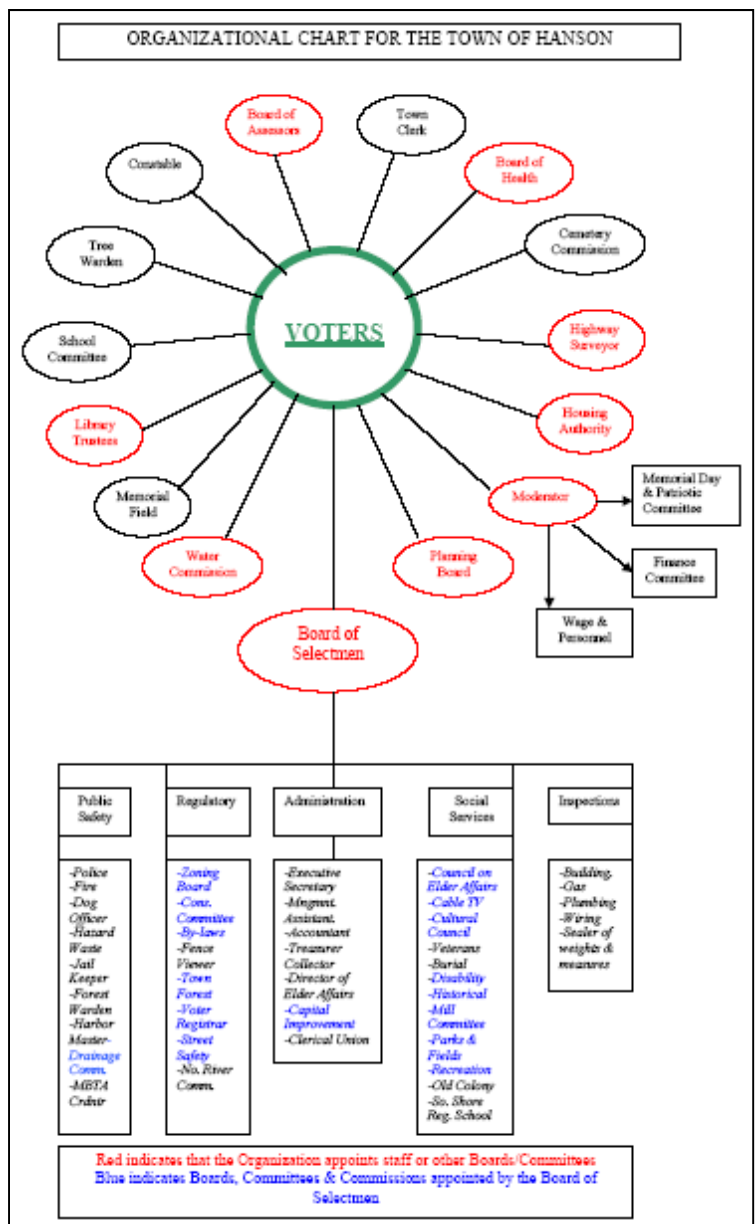 ORGANIZATIONAL CHART FOR THE TOWN OF HANSON
Board of
Assessors
Town
Clerk
Constable
Board of
Health
Tree
Warden
Cemetery
Commission
VOTERS
School
Committee
Highway
Surveyor
Library
Trustees
Housing
Authority
Memorial
Field
Moderator
Memorial Day
& Patriotic
Committee
Water
Commission
Planning
Board
Finance
Committee
Wage &
Personnel
Board of
Selectmen
Public
Safety
Regulatory
Administration
Social
Services
Inspections
-Police
-Fire
-Dog
Officer
-Hazard
Waste
-Jail
Keeper
-Forest
Warden
-Harbor
Master-
Drainage
Comm.
-MBTA
Crdntr
-Zoning
Board
-Cons.
Committee
-By-laws
-Fence
Viewer
-Town
Forest
-Voter
Registrar
-Street
Safety
-No. River
Comm.
-Executive
Secretary
-Mngmnt.
Assistant.
-Accountant
-Treasurer
Collector
-Director of
Elder Affairs
-Capital
Improvement
-Clerical Union
-Council on
Elder Affairs
-Cable TV
-Cultural
Council
-Veterans
-Burial
-Disability
-Historical
-Mill
Committee
-Parks &
Fields
-Recreation
-Old Colony
-So. Shore
Reg. School
-Building,
-Gas
-Plumbing
-Wiring
-Sealer of
weights &
measures
Red indicates that the Organization appoints staff or other Boards/Committees
Blue indicates Boards, Committees & Commissions appointed by the Board of
Selectmen